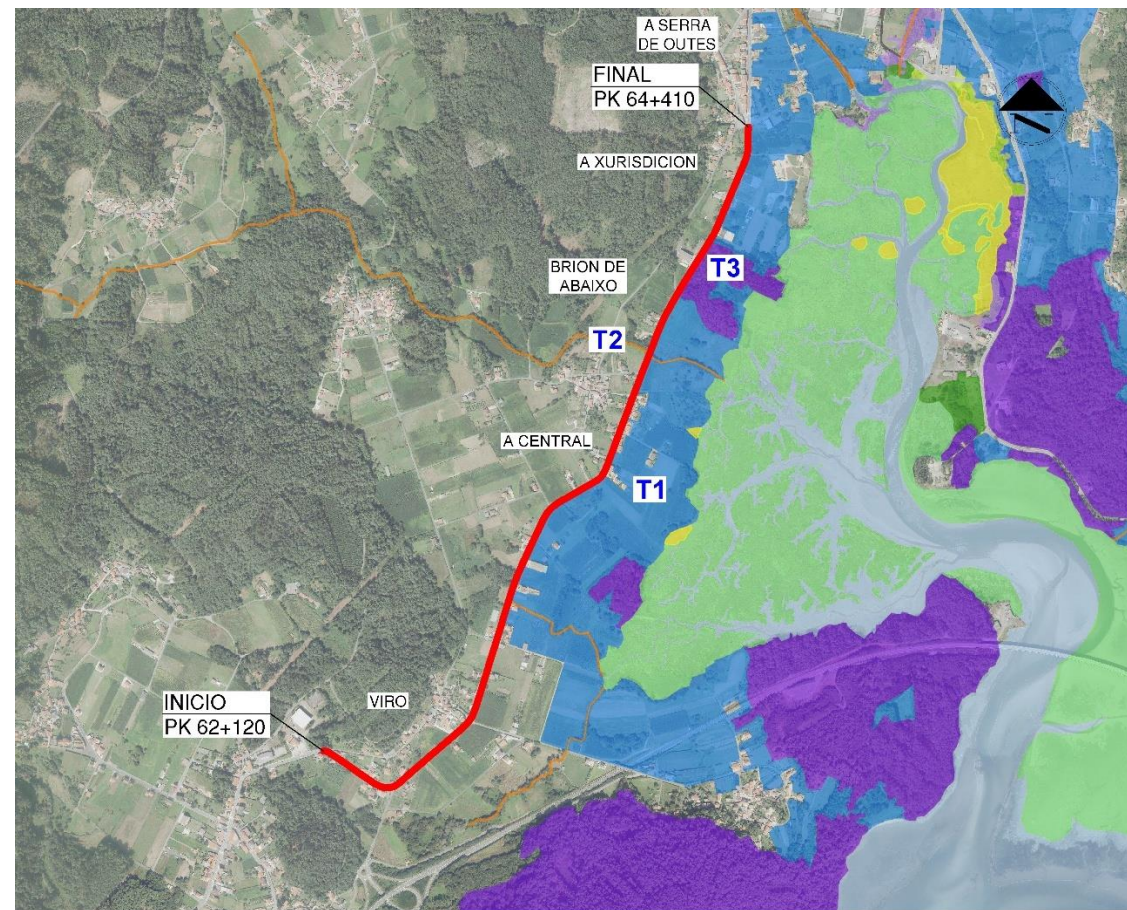 A SERRA
DE OUTES
FINAL
PK 64+410
A XURISDICION
BRION DE
ABAIXO
T3
T2
A CENTRAL
T1
INICIO
PK 62+120
VIRO